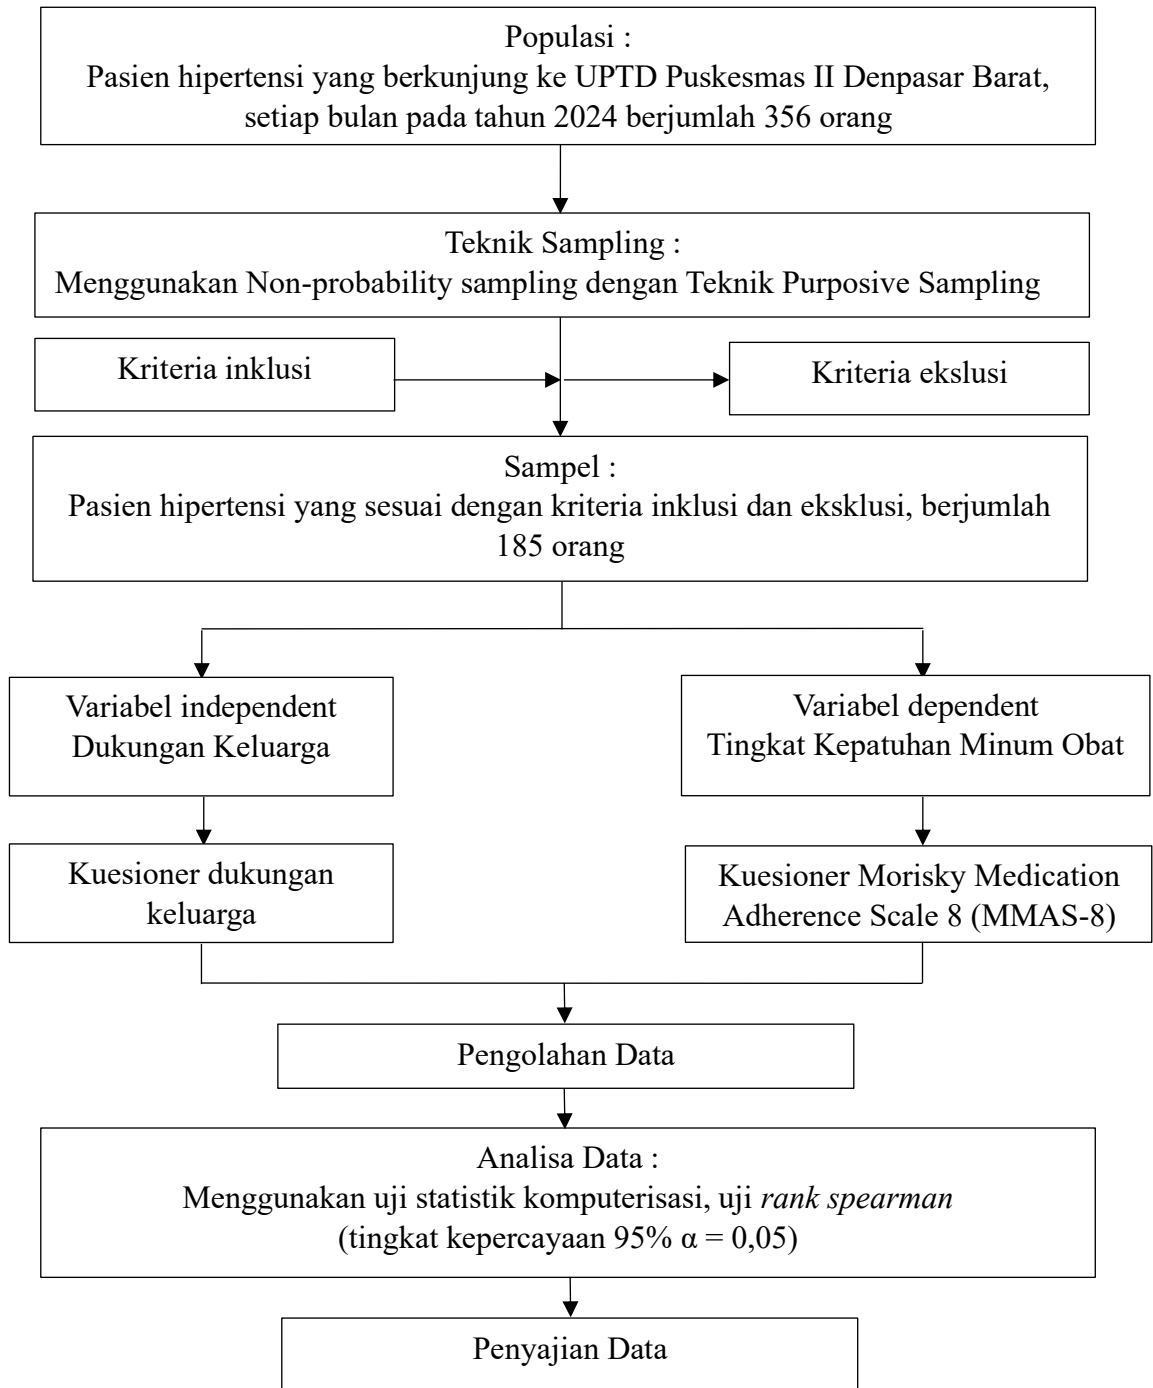 Populasi :
Pasien hipertensi yang berkunjung ke UPTD Puskesmas II Denpasar Barat,
setiap bulan pada tahun 2024 berjumlah 356 orang
Teknik Sampling :
Menggunakan Non-probability sampling dengan Teknik Purposive Sampling
Kriteria inklusi
Kriteria ekslusi
Sampel :
Pasien hipertensi yang sesuai dengan kriteria inklusi dan eksklusi, berjumlah
185 orang
Variabel independent
Dukungan Keluarga
Variabel dependent
Tingkat Kepatuhan Minum Obat
Kuesioner dukungan
keluarga
Kuesioner Morisky Medication
Adherence Scale 8 (MMAS-8)
Pengolahan Data
Analisa Data :
Menggunakan uji statistik komputerisasi, uji rank spearman
(tingkat kepercayaan 95% α = 0,05)
Penyajian Data